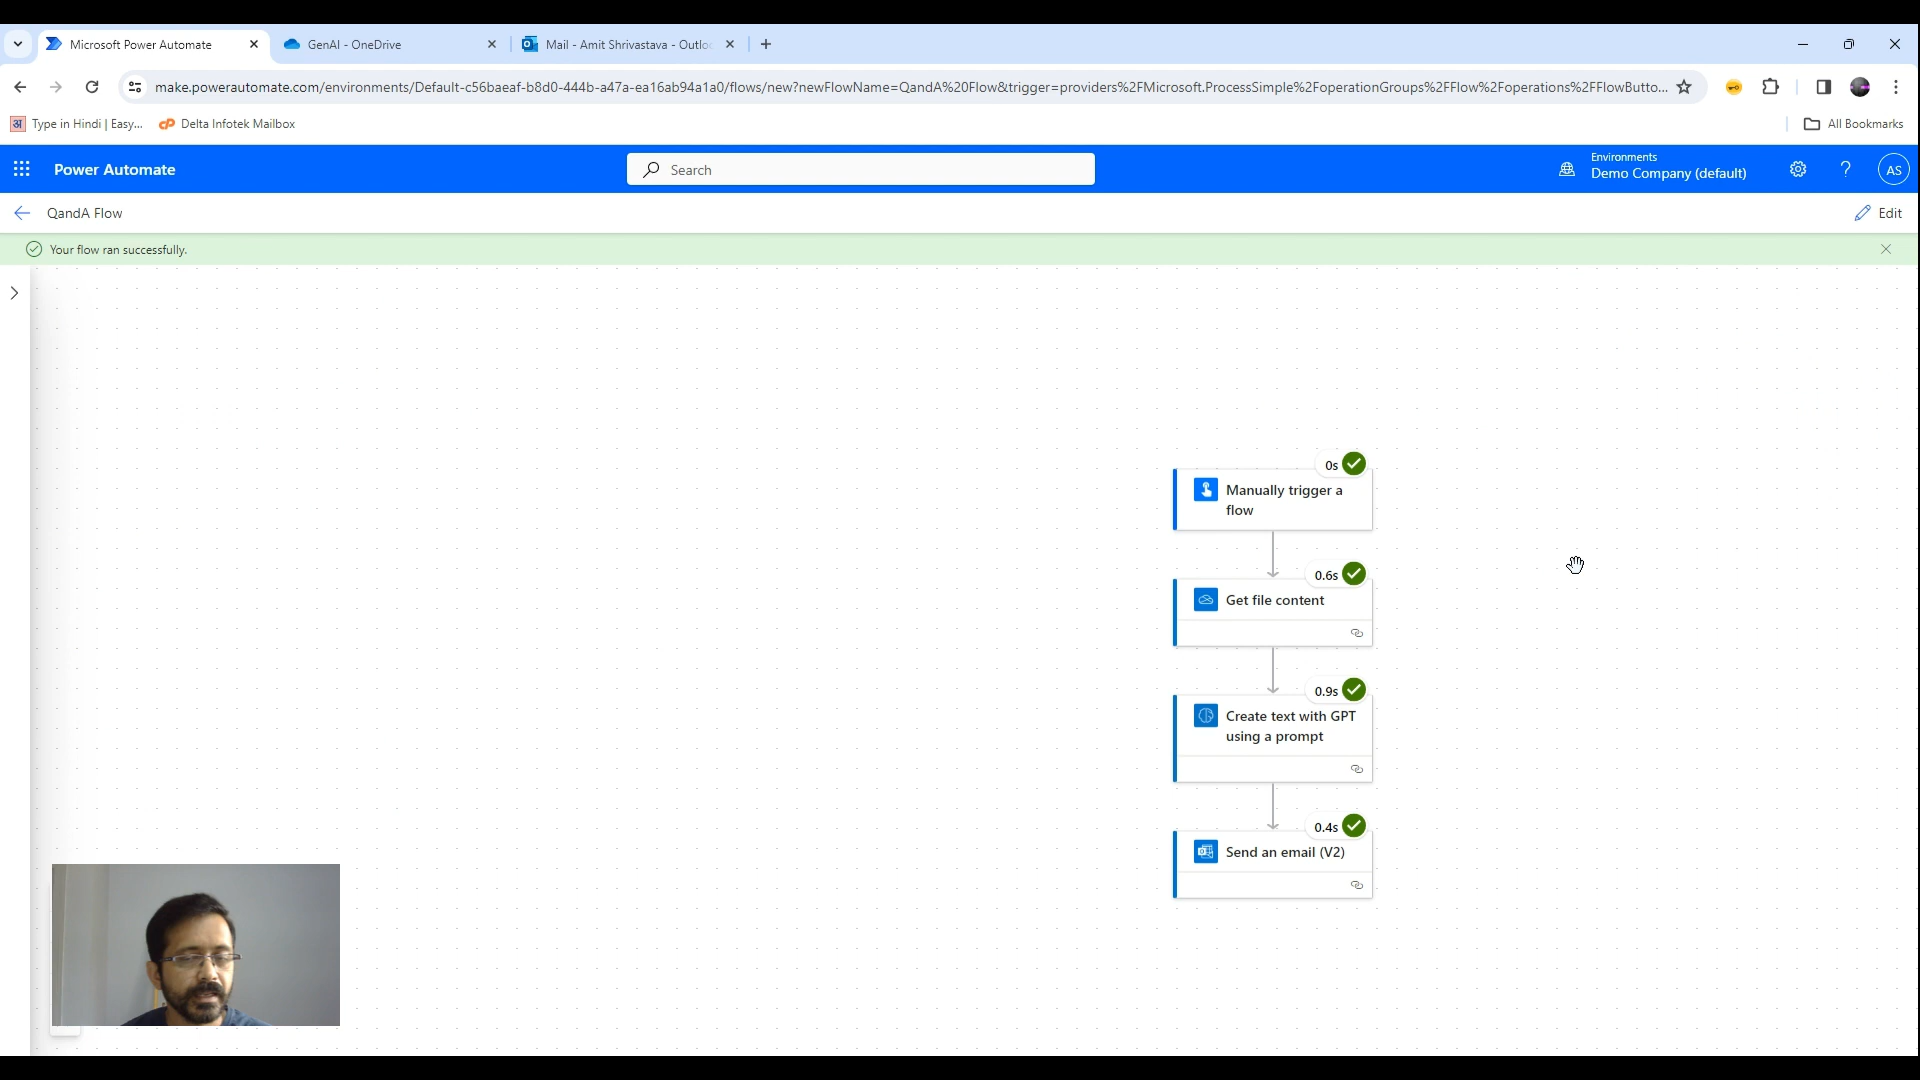 Microsoft Power Automate
GenAI - OneDrive
Mail - Amit Shrivastava - Outlo
make.powerautomate.com/environments/Default-c56baeaf-b8d0-444b-a47a-ea16ab94a1a0/flows/new?newFlowName=QandA%20Flow&trigger=providers%2FMicrosoft.ProcessSimple%2FoperationGroups%2FFlow%2Foperations%2FFlowButto...
अ Type in Hindi | Easy...
Delta Infotek Mailbox
All Bookmarks
Power Automate
Search
Environments
Demo Company (default)
?
AS
QandA Flow
Edit
Your flow ran successfully.
0s
Manually trigger a
flow
0.6s
Get file content
0.9s
Create text with GPT
using a prompt
0.4s
Send an email (V2)